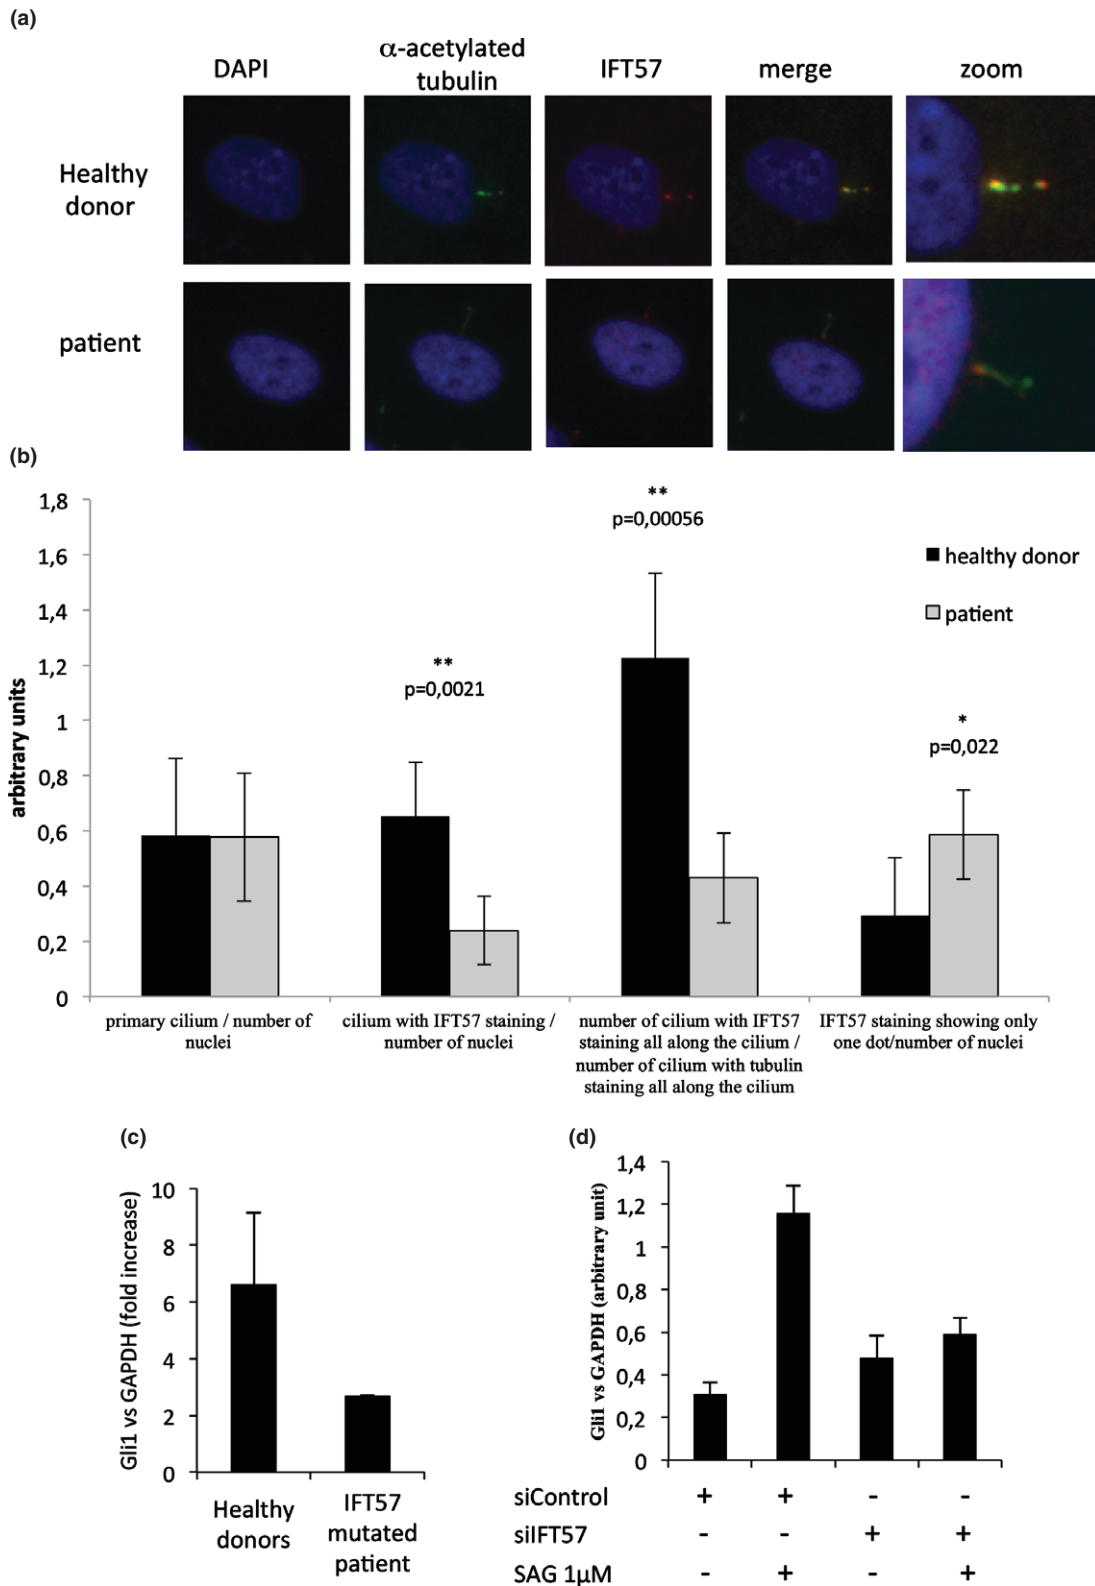 (a)
DAPI
α-acetylated
tubulin
IFT57
merge
zoom
Healthy
donor
patient
(b)
1,8
1,6
1,4
1,2
1
0,8
0,6
0,4
0,2
0
arbitrary units
**
p=0,0021
**
p=0,00056
*
p=0,022
healthy donor
patient
primary cilium / number of
nuclei
cilium with IFT57 staining /
number of nuclei
number of cilium with IFT57
staining all along the cilium /
number of cilium with tubulin
staining all along the cilium
IFT57 staining showing only
one dot/number of nuclei
(c)
10
8
6
4
2
0
Gli1 vs GAPDH (fold increase)
Healthy
donors
IFT57
mutated
patient
(d)
1,4
1,2
1
0,8
0,6
0,4
0,2
0
Gli1 vs GAPDH (arbitrary unit)
siControl + + - -
siIFT57 - - + +
SAG 1µM - + - +